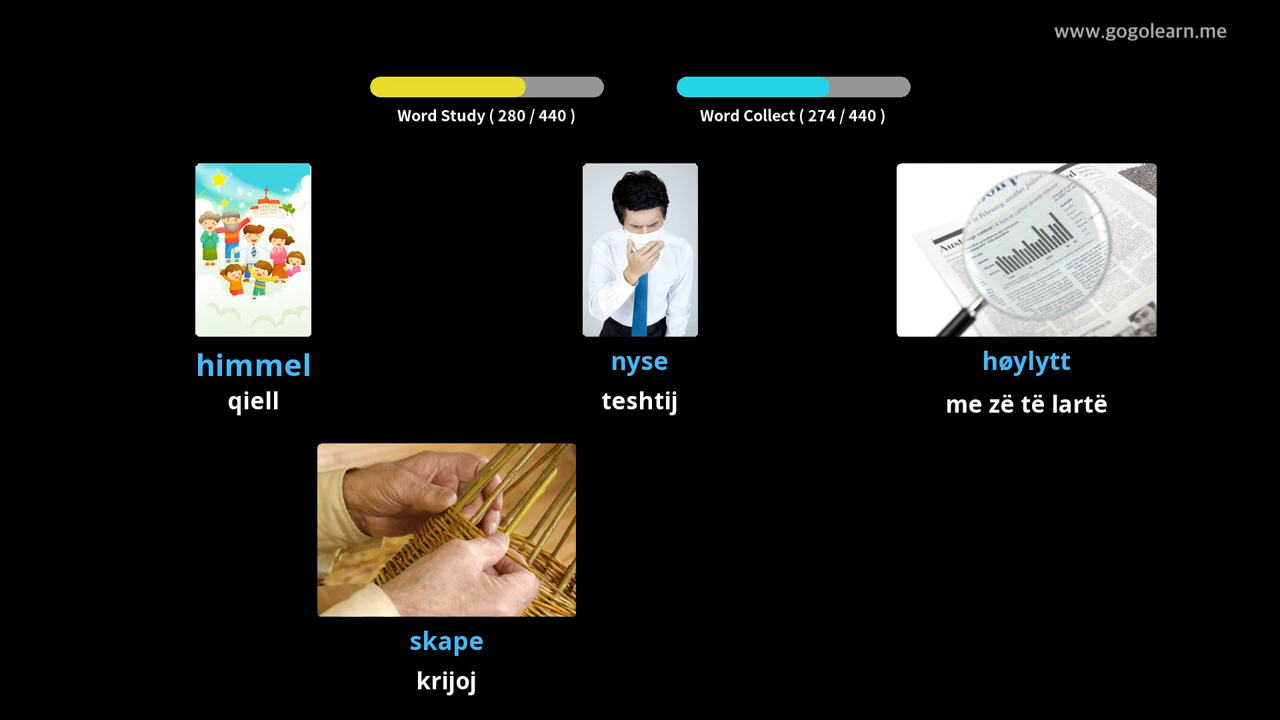 www.gogolearn.me
Word Study ( 280 / 440 )
Word Collect ( 274 / 440 )
himmel
qiell
nyse
teshtij
høylytt
me zë të lartë
skape
krijoj